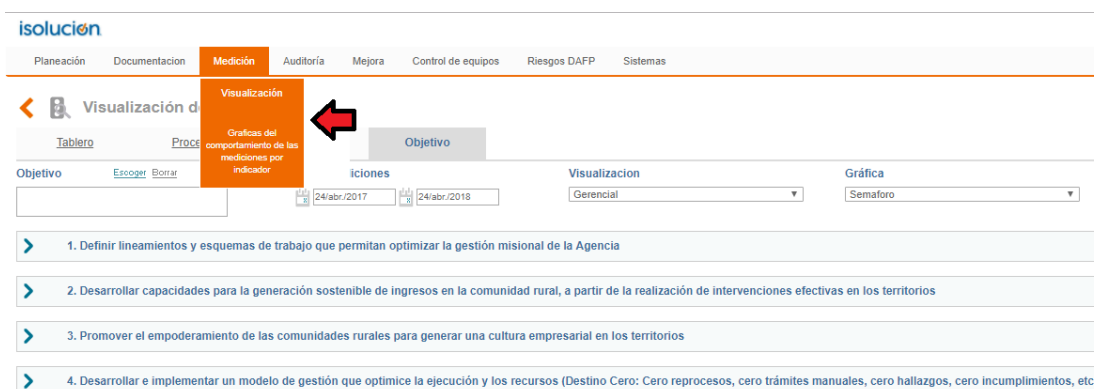 isolución
Planeación Documentacion Medición Auditoría Mejora Control de equipos Riesgos DAFP Sistemas
Visualización
Visualización d
Graficas del
comportamiento de las
mediciones por
indicador
Tablero Proce Objetivo
Objetivo Escoger Borrar iciones Visualizacion Gráfica
24/abr./2017 24/abr./2018 Gerencial Semaforo
1. Definir lineamientos y esquemas de trabajo que permitan optimizar la gestión misional de la Agencia
2. Desarrollar capacidades para la generación sostenible de ingresos en la comunidad rural, a partir de la realización de intervenciones efectivas en los territorios
3. Promover el empoderamiento de las comunidades rurales para generar una cultura empresarial en los territorios
4. Desarrollar e implementar un modelo de gestión que optimice la ejecución y los recursos (Destino Cero: Cero reprocesos, cero trámites manuales, cero hallazgos, cero incumplimientos, etc